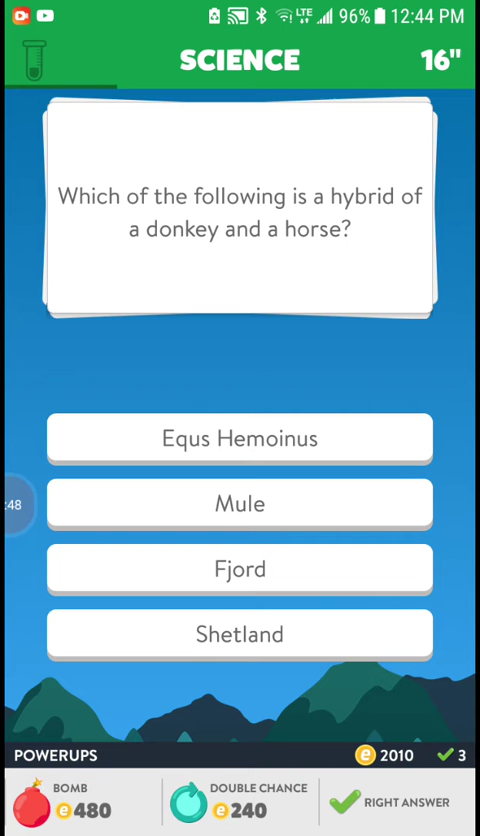 LTE 96% 12:44 PM
SCIENCE 16"
Which of the following is a hybrid of
a donkey and a horse?
Equs Hemoinus
:48
Mule
Fjord
Shetland
POWERUPS e 2010 3
BOMB
e 480
DOUBLE CHANCE
e 240
RIGHT ANSWER